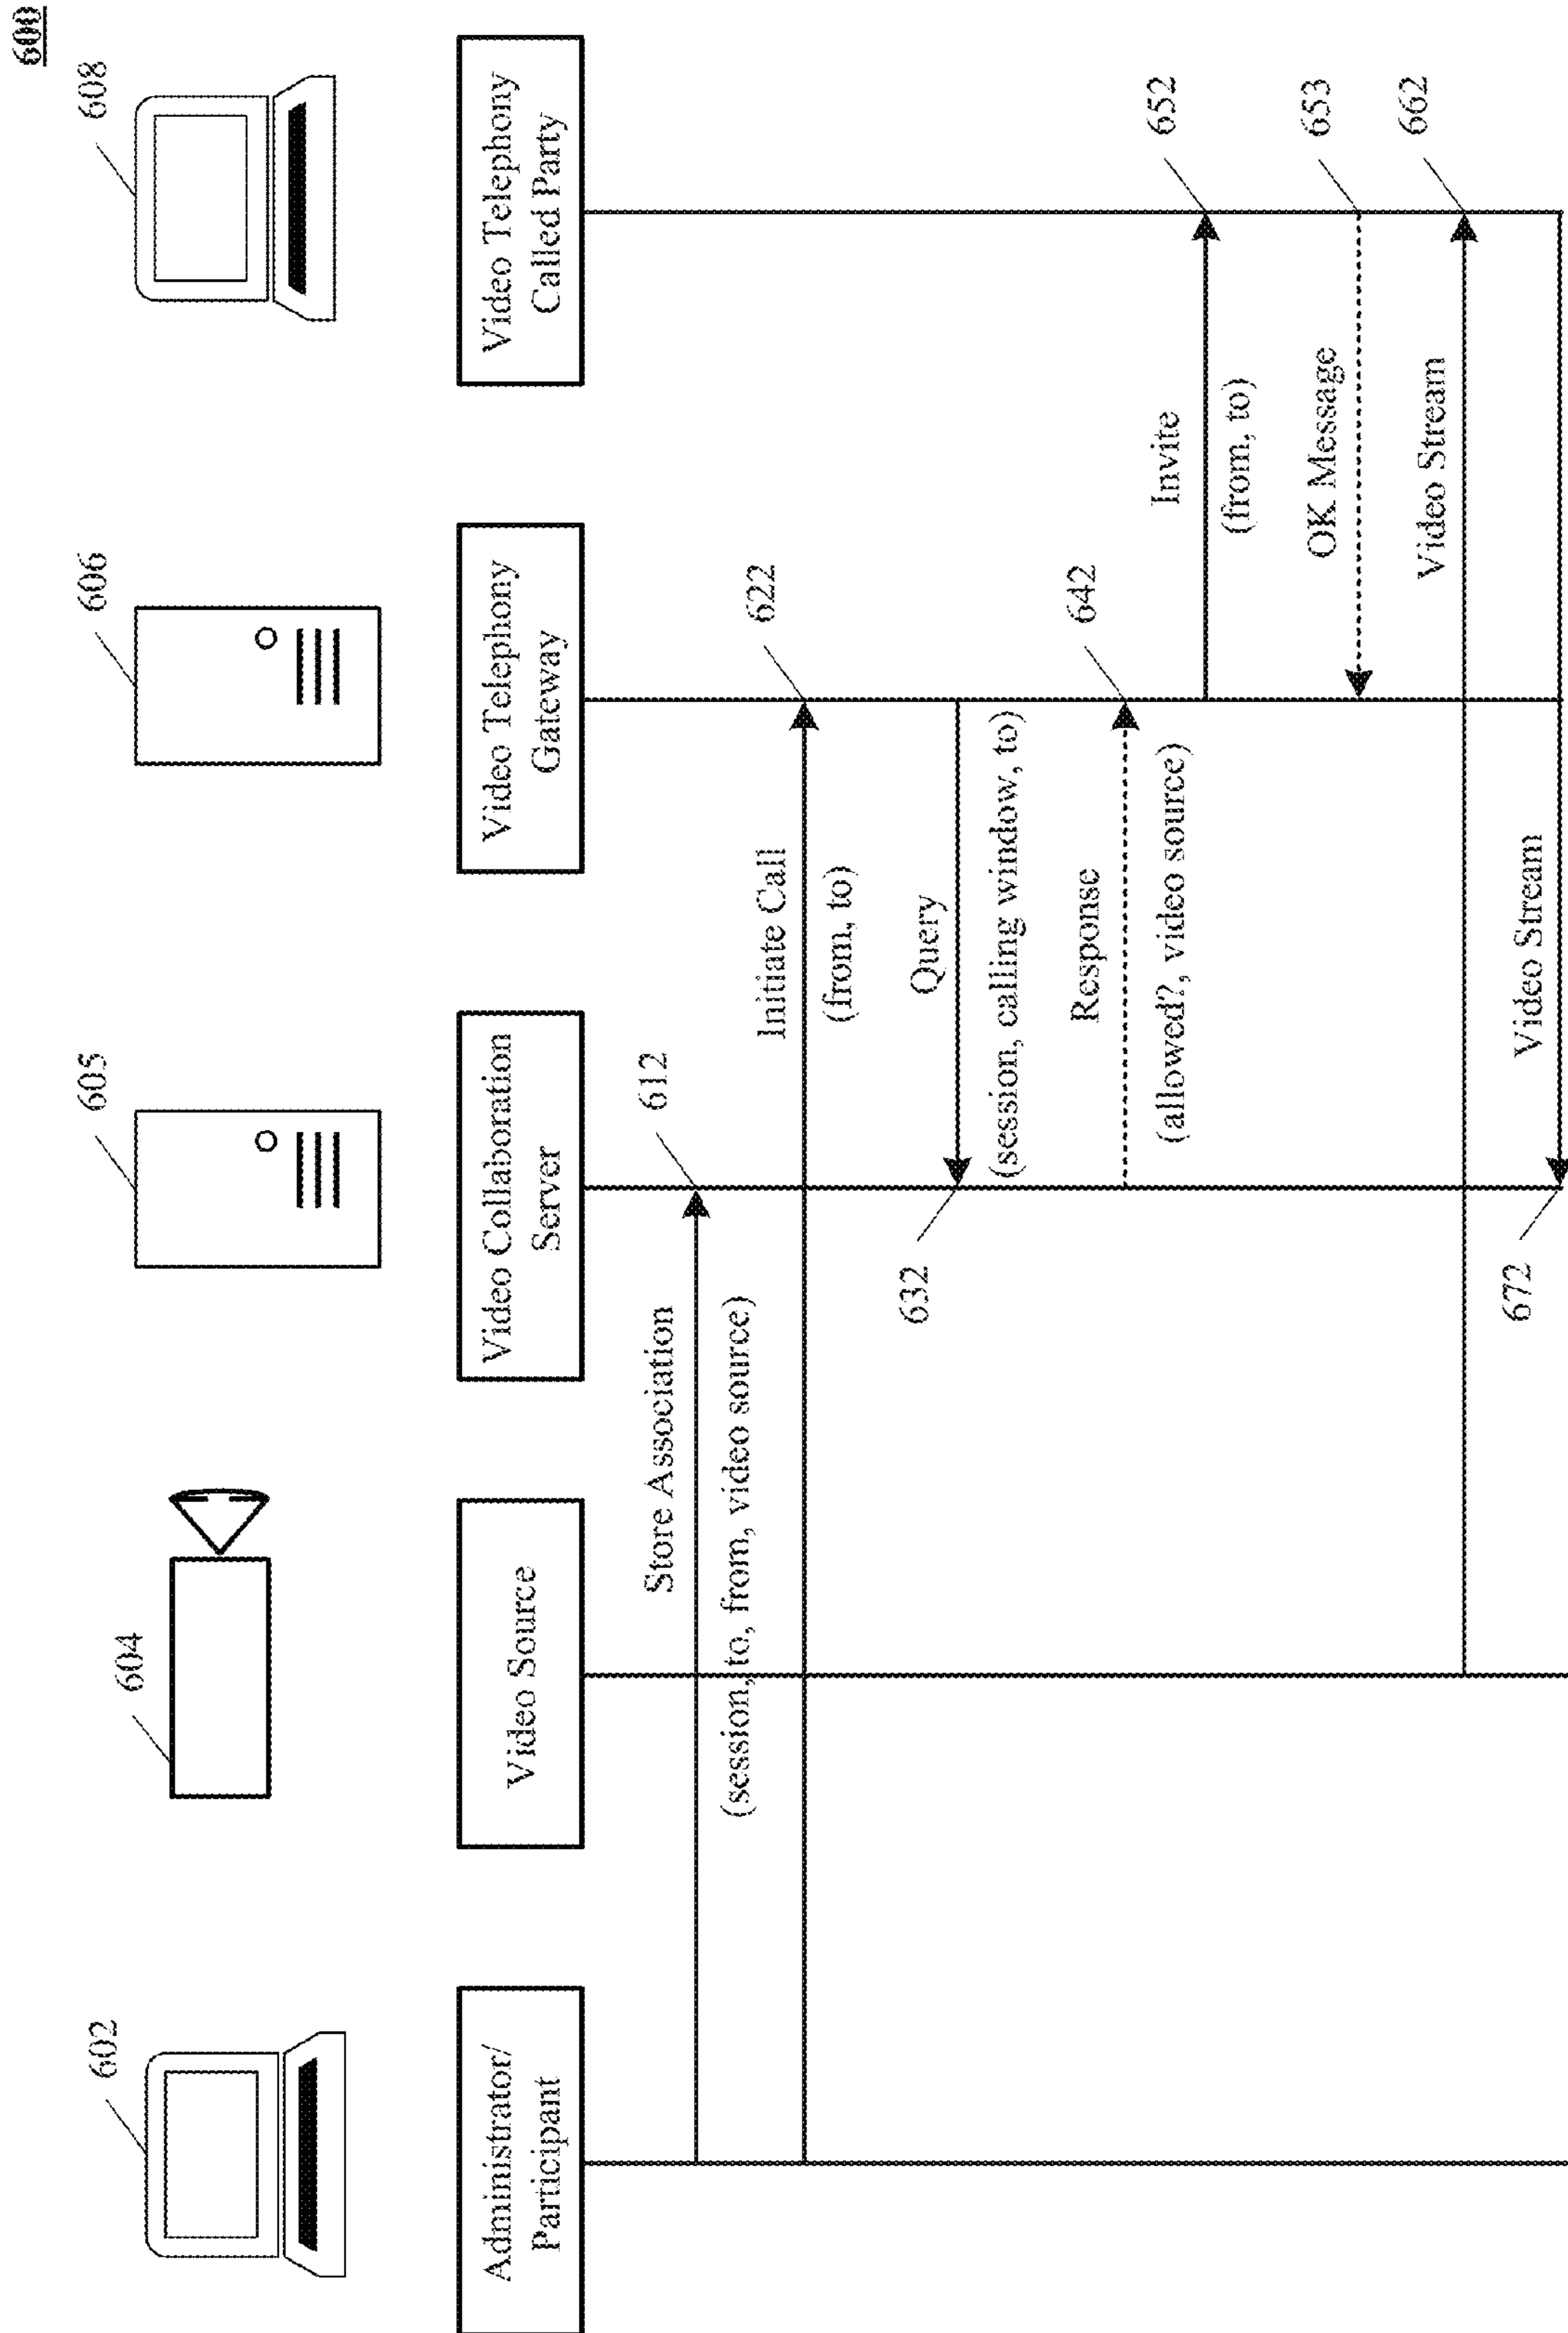 600
602
604
605
606
608
Administrator/
Participant
Video Source
Video Collaboration
Server
Video Telephony
Gateway
Video Telephony
Called Party
Store Association
612
(session, to, from, video source)
Initiate Call
622
(from, to)
Query
632
(session, calling window, to)
Response
642
(allowed?, video source)
Invite
652
(from, to)
OK Message
653
Video Stream
662
Video Stream
672